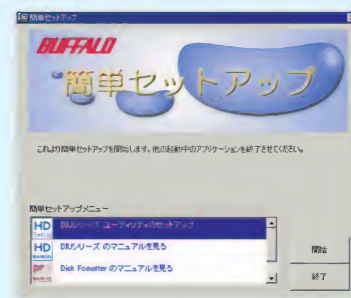 簡単セットアップ
BUFFALO
簡単セットアップ
これより簡単セットアップを開始します。他の起動中のアプリケーションを終了させてください。
簡単セットアップメニュー
HD
DIUシリーズ ユーティリティのセットアップ
HD
MANUAL
DIUシリーズ のマニュアルを見る
DF
Disk Formatter のマニュアルを見る
開始
終了